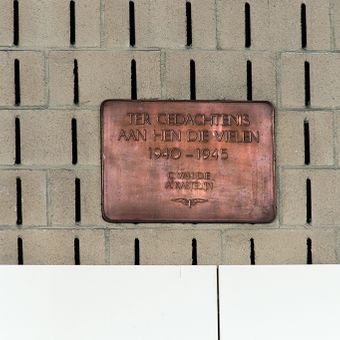 TER GEDACHTENIS
AAN HEN DIE VIELEN
1940-1945